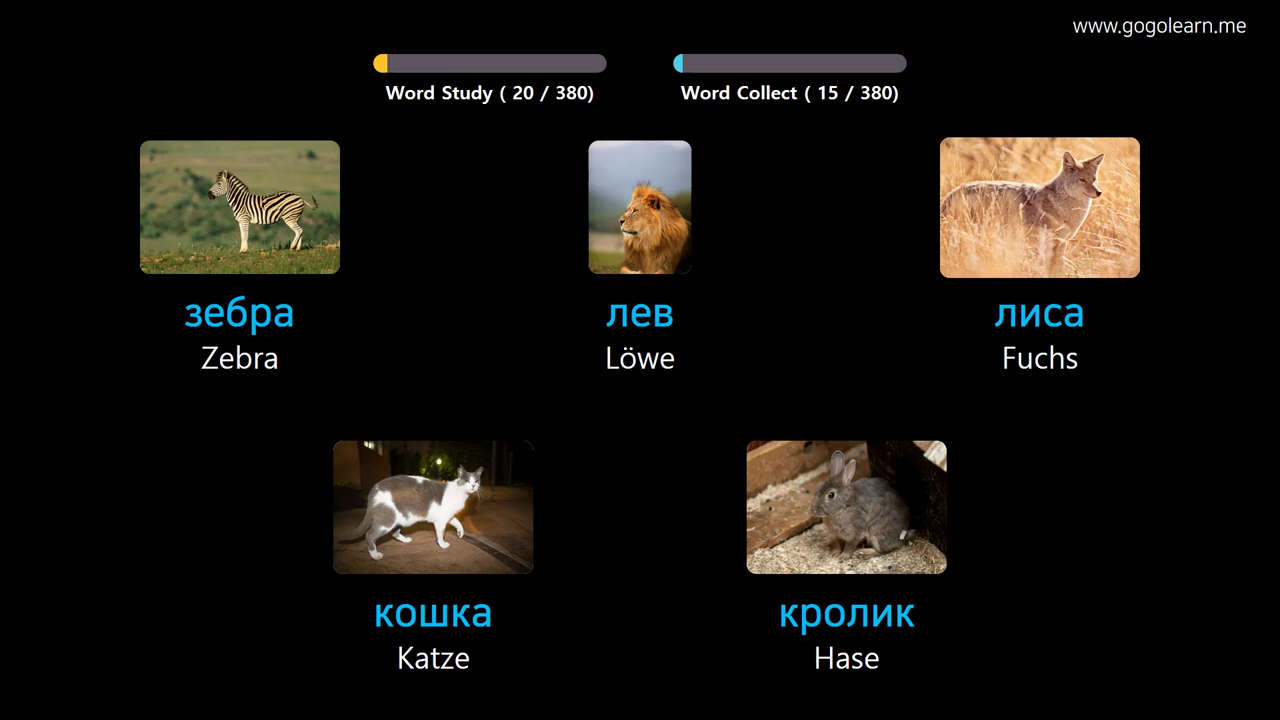 www.gogolearn.me
Word Study ( 20 / 380)
Word Collect ( 15 / 380)
зебра
Zebra
лев
Löwe
лиса
Fuchs
кошка
Katze
кролик
Hase